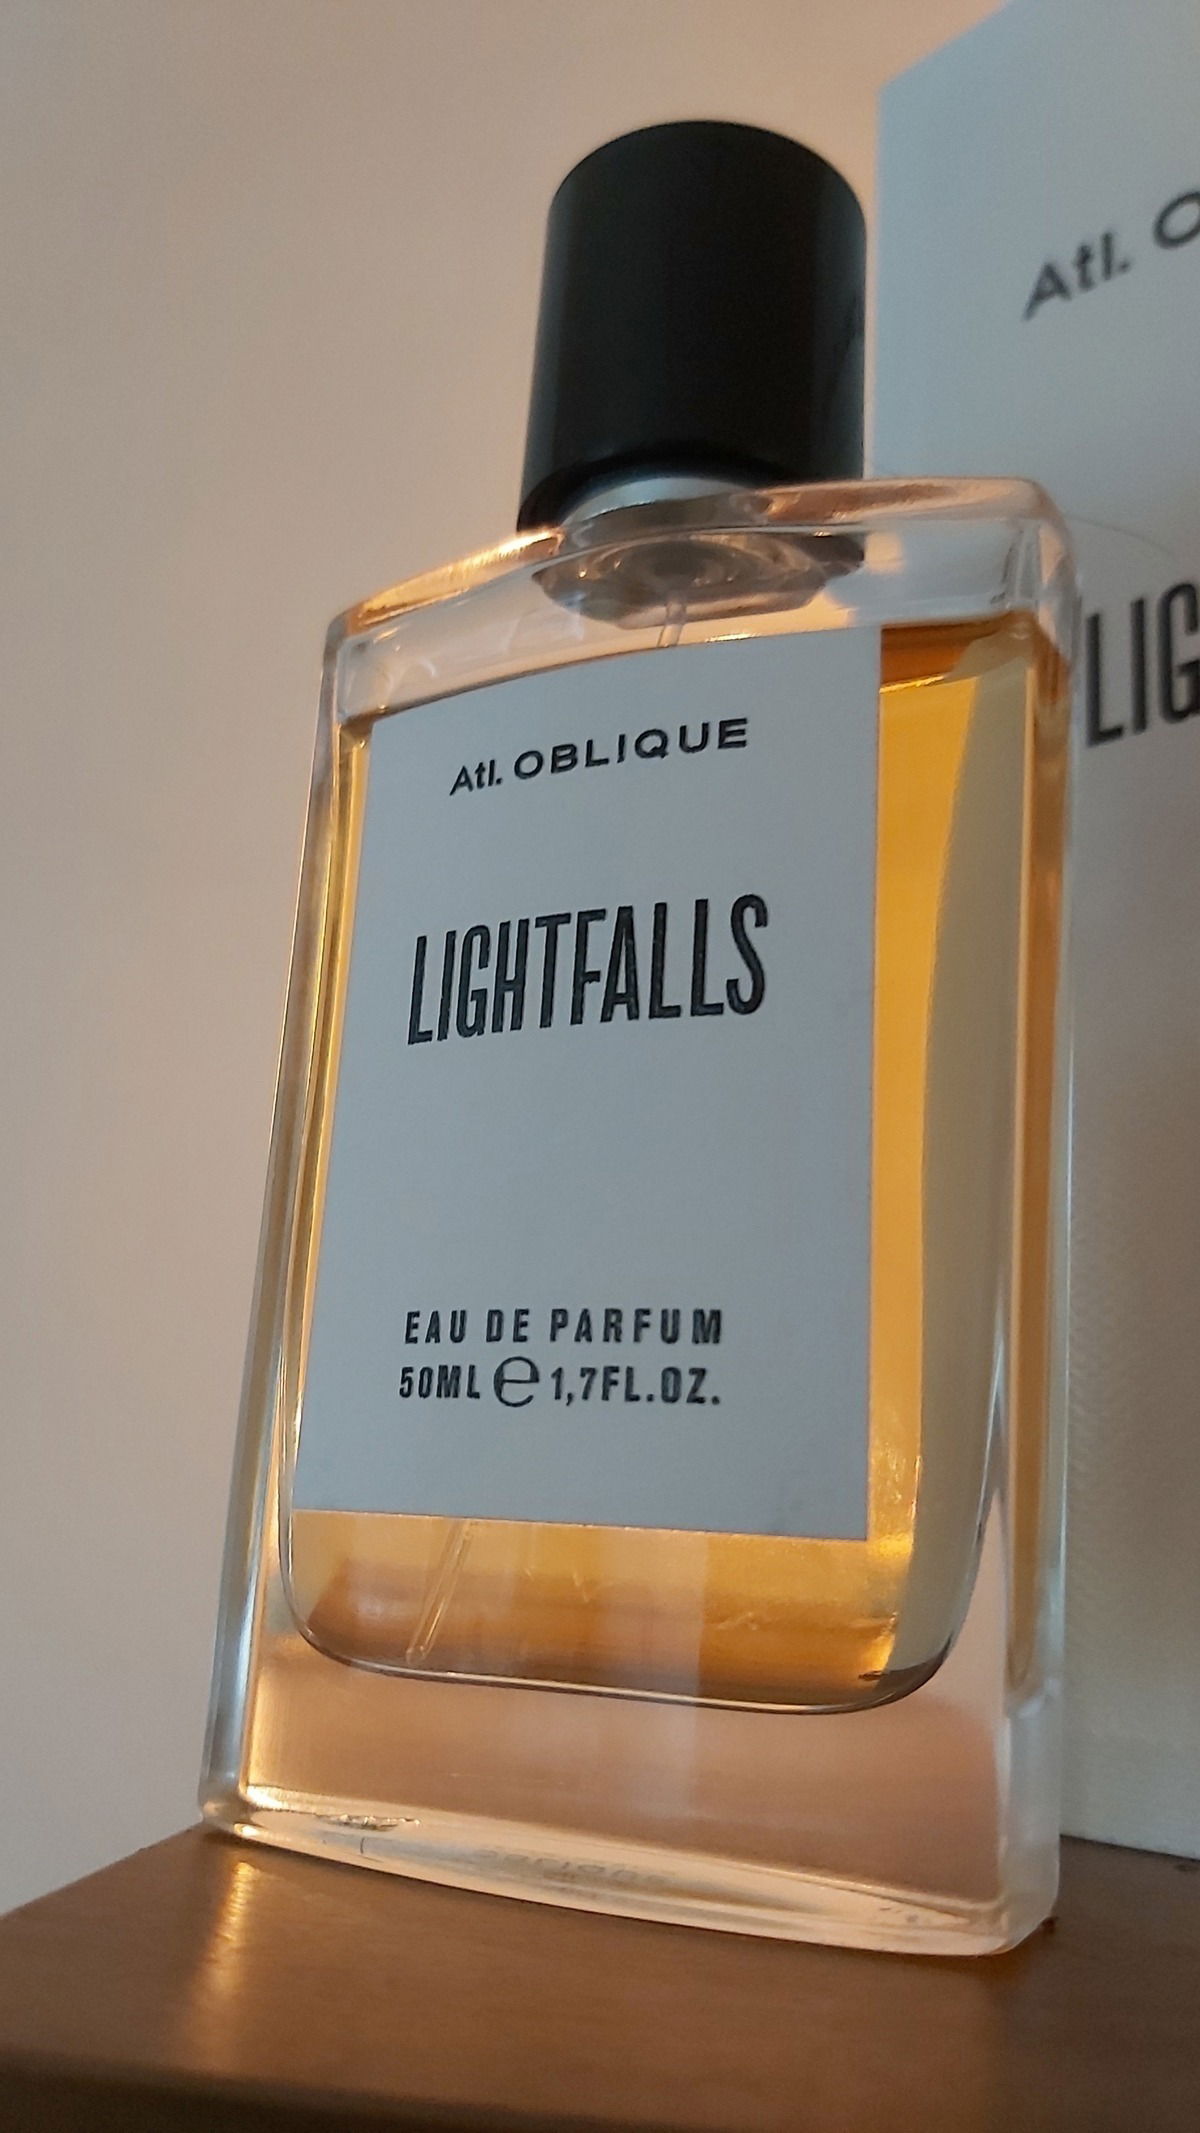 Atl. OBLIQUE
LIGHTFALLS
EAU DE PARFUM
50ML ℮ 1,7FL.OZ.
Atl. O
LIG